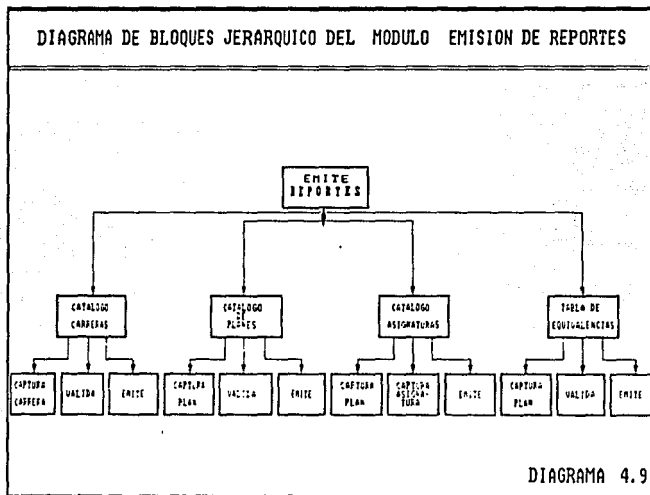 DIAGRAMA DE BLOQUES JERARQUICO DEL MODULO EMISION DE REPORTES
EMITE
REPORTES
CATALOGO
CARRERAS
CATALOGO
DE
PLANES
CATALOGO
ASIGNATURAS
TABLA DE
EQUIVALENCIAS
CAPTURA
CARRERA
VALIDA
EMITE
CAPTURA
PLAN
VALIDA
EMITE
CAPTURA
PLAN
CAPTURA
ASIGNA-
TURA
EMITE
CAPTURA
PLAN
VALIDA
EMITE
DIAGRAMA 4.9